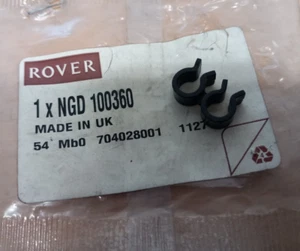 ROVER
1 x NGD 100360
MADE IN UK
54 Mb0 704028001 1127